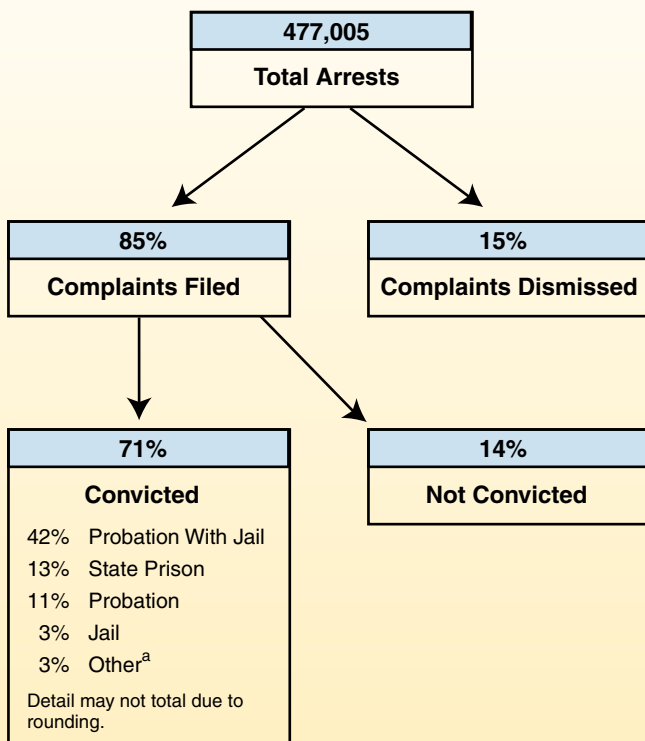 477,005
Total Arrests
85%
Complaints Filed
15%
Complaints Dismissed
71%
Convicted
42% Probation With Jail
13% State Prison
11% Probation
3% Jail
3% Otherᵃ
Detail may not total due to
rounding.
14%
Not Convicted